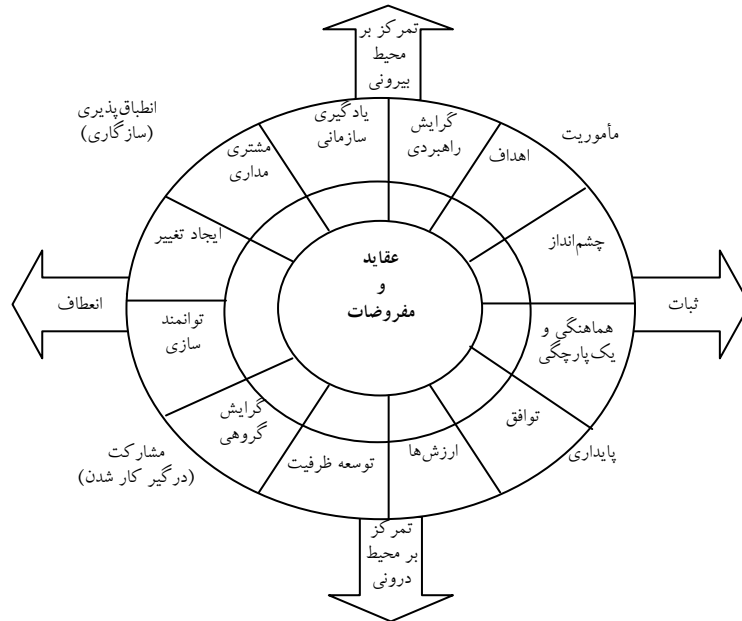 تمرکز بر
محیط
بیرونی
انطباق‌پذیری
(سازگاری)
مأموریت
یادگیری
سازمانی
گرایش
راهبردی
مشتری
مداری
اهداف
ایجاد تغییر
چشم‌انداز
عقاید
و
مفروضات
انعطاف
ثبات
توانمند
سازی
هماهنگی و
یک‌پارچگی
گرایش
گروهی
توافق
توسعه ظرفیت
ارزش‌ها
مشارکت
(درگیر کار شدن)
پایداری
تمرکز
بر محیط
درونی